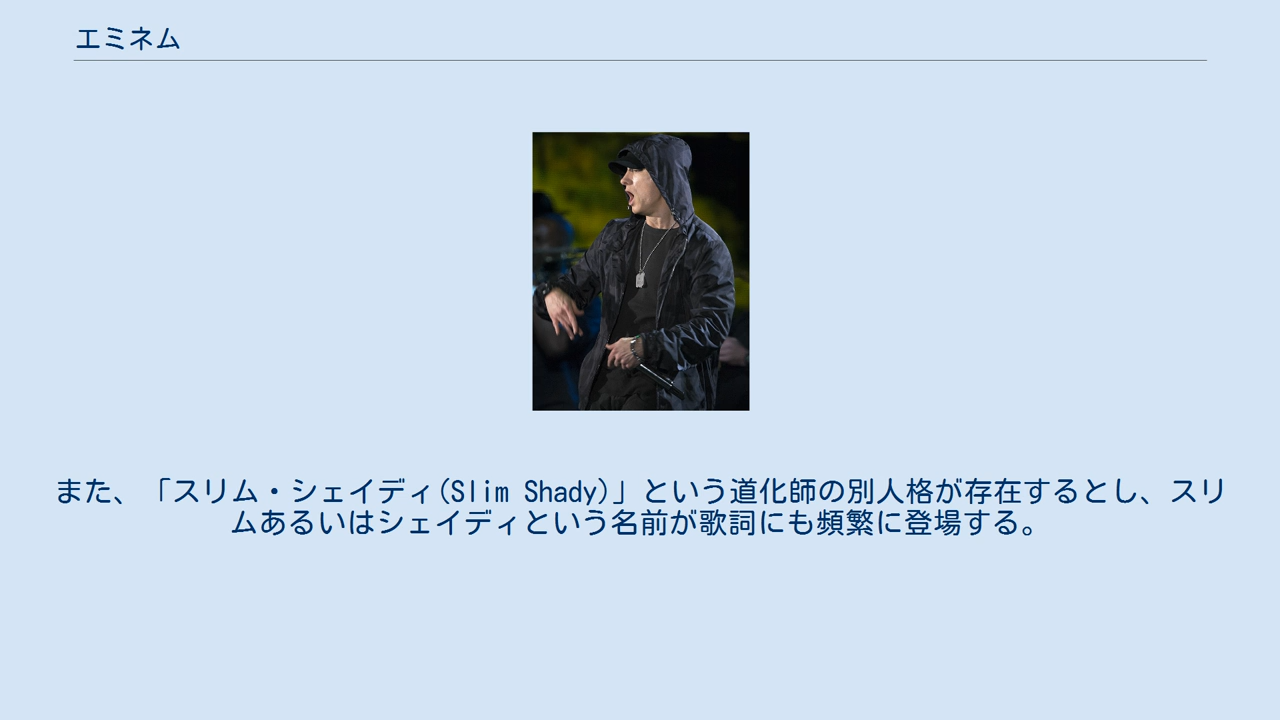 エミネム
また、「スリム・シェイディ(Slim Shady)」という道化師の別人格が存在するとし、スリ
ムあるいはシェイディという名前が歌詞にも頻繁に登場する。